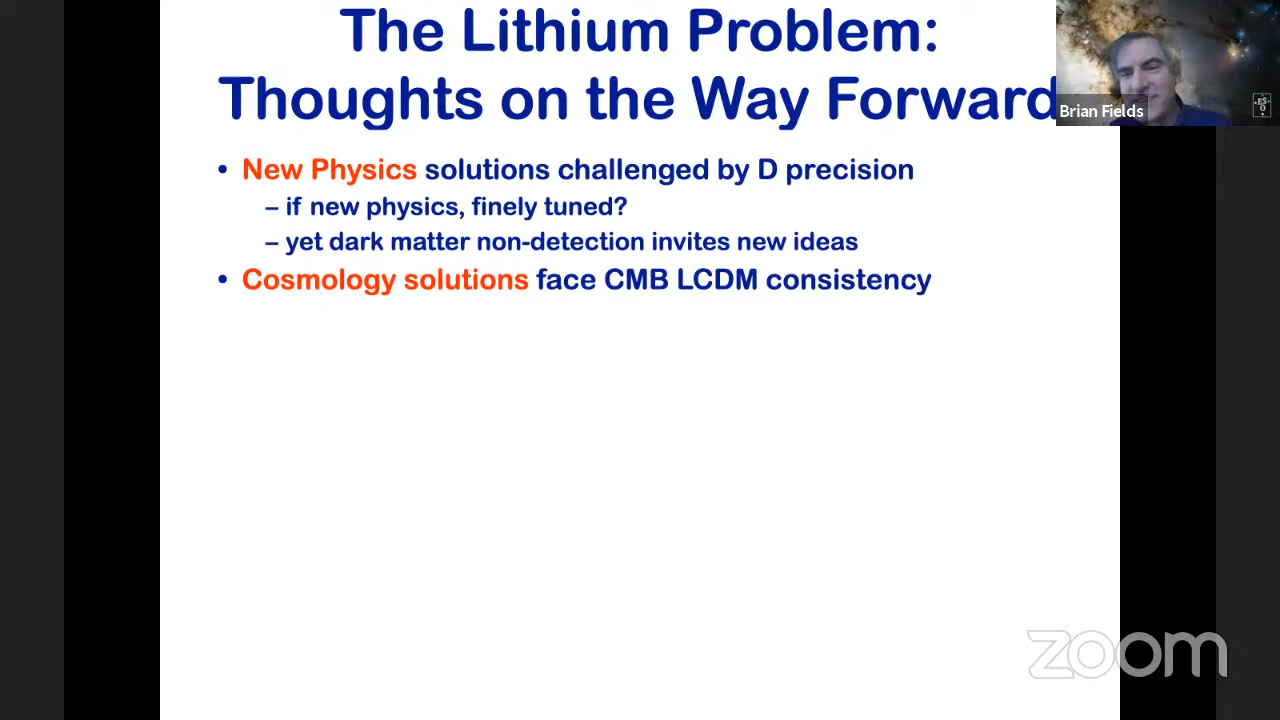 The Lithium Problem:
Thoughts on the Way Forward
Brian Fields
• New Physics solutions challenged by D precision
– if new physics, finely tuned?
– yet dark matter non-detection invites new ideas
• Cosmology solutions face CMB LCDM consistency
zoom